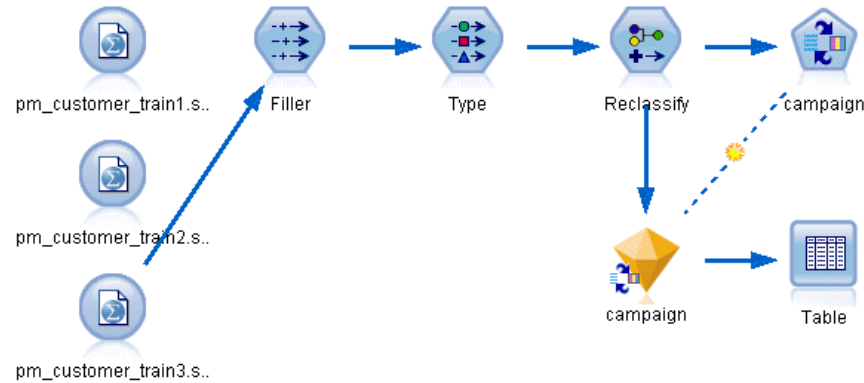 pm_customer_train1.s..
Filler
Type
Reclassify
campaign
pm_customer_train2.s..
campaign
Table
pm_customer_train3.s..